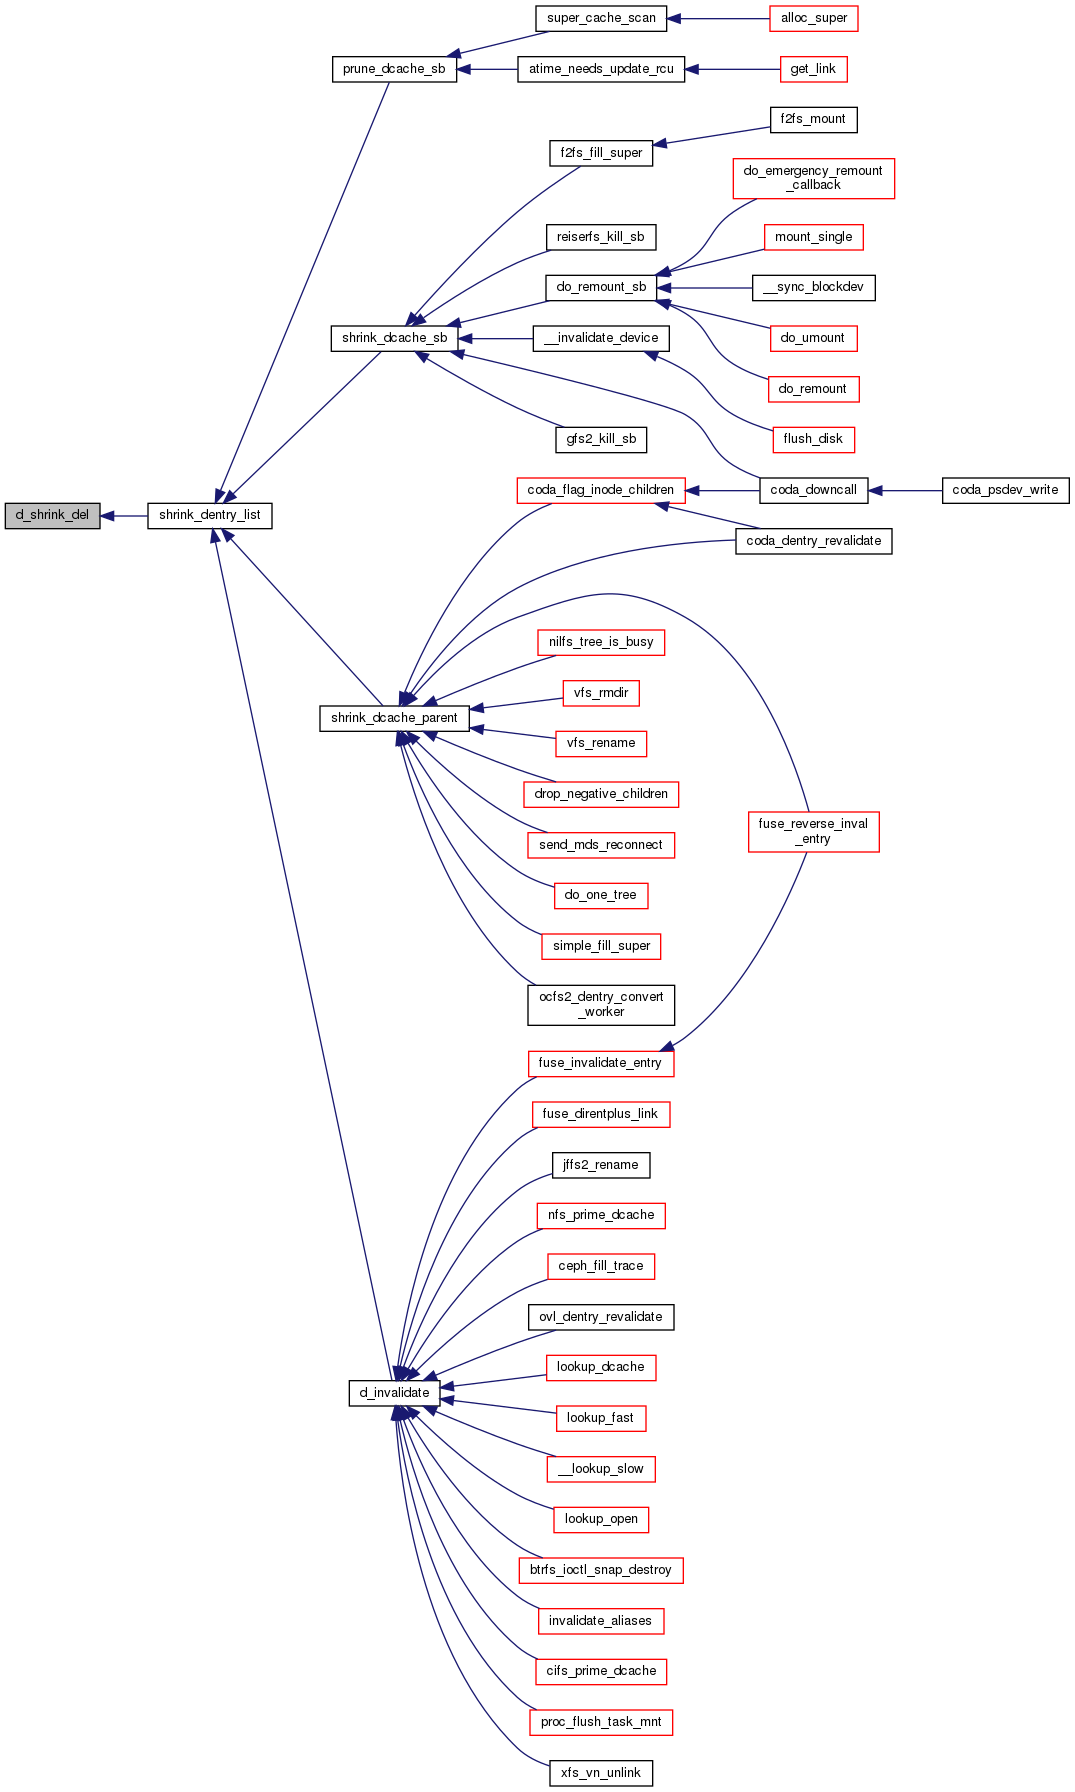 super_cache_scan
alloc_super
prune_dcache_sb
atime_needs_update_rcu
get_link
f2fs_mount
f2fs_fill_super
do_emergency_remount
_callback
reiserfs_kill_sb
mount_single
do_remount_sb
__sync_blockdev
shrink_dcache_sb
__invalidate_device
do_umount
do_remount
gfs2_kill_sb
flush_disk
coda_flag_inode_children
coda_downcall
coda_psdev_write
d_shrink_del
shrink_dentry_list
coda_dentry_revalidate
nilfs_tree_is_busy
vfs_rmdir
shrink_dcache_parent
vfs_rename
drop_negative_children
fuse_reverse_inval
_entry
send_mds_reconnect
do_one_tree
simple_fill_super
ocfs2_dentry_convert
_worker
fuse_invalidate_entry
fuse_direntplus_link
jffs2_rename
nfs_prime_dcache
ceph_fill_trace
ovl_dentry_revalidate
lookup_dcache
d_invalidate
lookup_fast
__lookup_slow
lookup_open
btrfs_ioctl_snap_destroy
invalidate_aliases
cifs_prime_dcache
proc_flush_task_mnt
xfs_vn_unlink